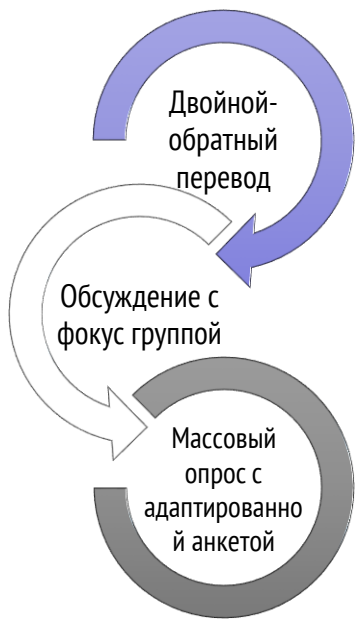 Двойной-
обратный
перевод
Обсуждение с
фокус группой
Массовый
опрос с
адаптированно
й анкетой